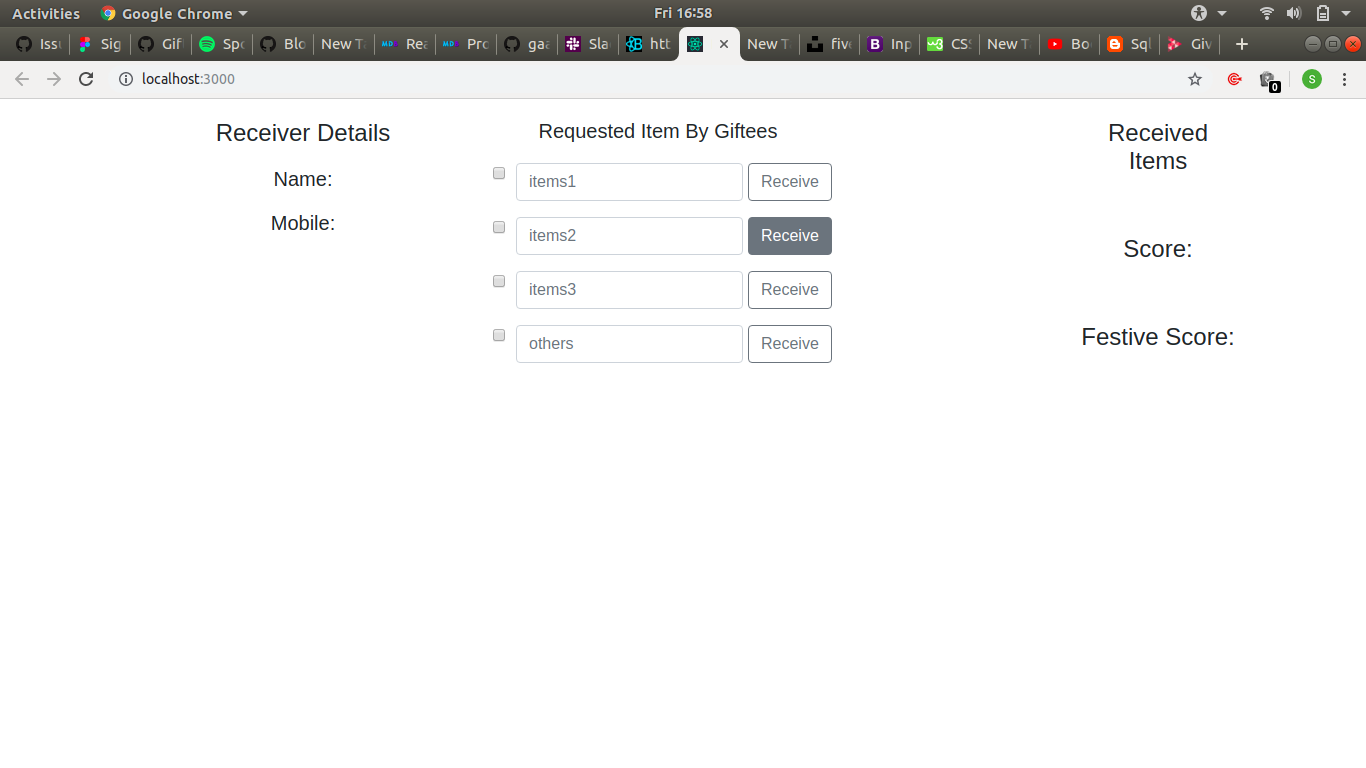 Activities Google Chrome Fri 16:58
Iss Sig Gif Spo Blo New Ta Rea Pro gaa Sla htt New T five Inp CSS New T Bo Sql Giv
localhost:3000 0 S
Receiver Details
Name:
Mobile:
Requested Item By Giftees
items1 Receive
items2 Receive
items3 Receive
others Receive
Received
Items
Score:
Festive Score: